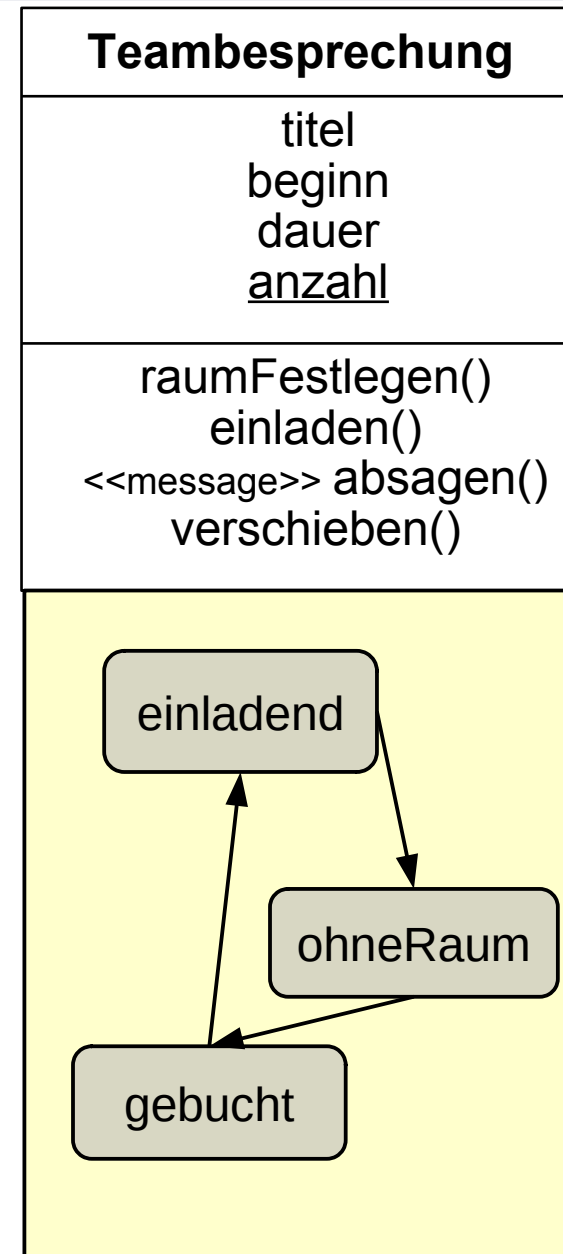 Teambesprechung
titel
beginn
dauer
anzahl
raumFestlegen()
einladen()
<<message>> absagen()
verschieben()
einladend
ohneRaum
gebucht